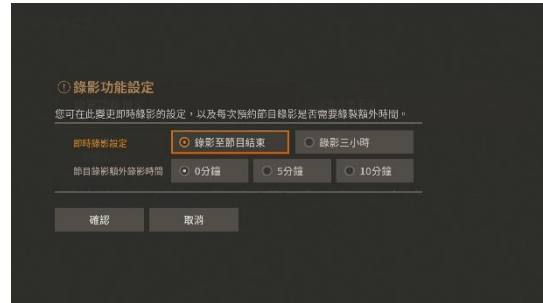 錄影功能設定
您可在此變更即時錄影的設定，以及每次預約節目錄影是否需要錄製額外時間。
即時錄影設定 錄影至節目結束 錄影三小時
節目錄影額外錄影時間 0分鐘 5分鐘 10分鐘
確認 取消